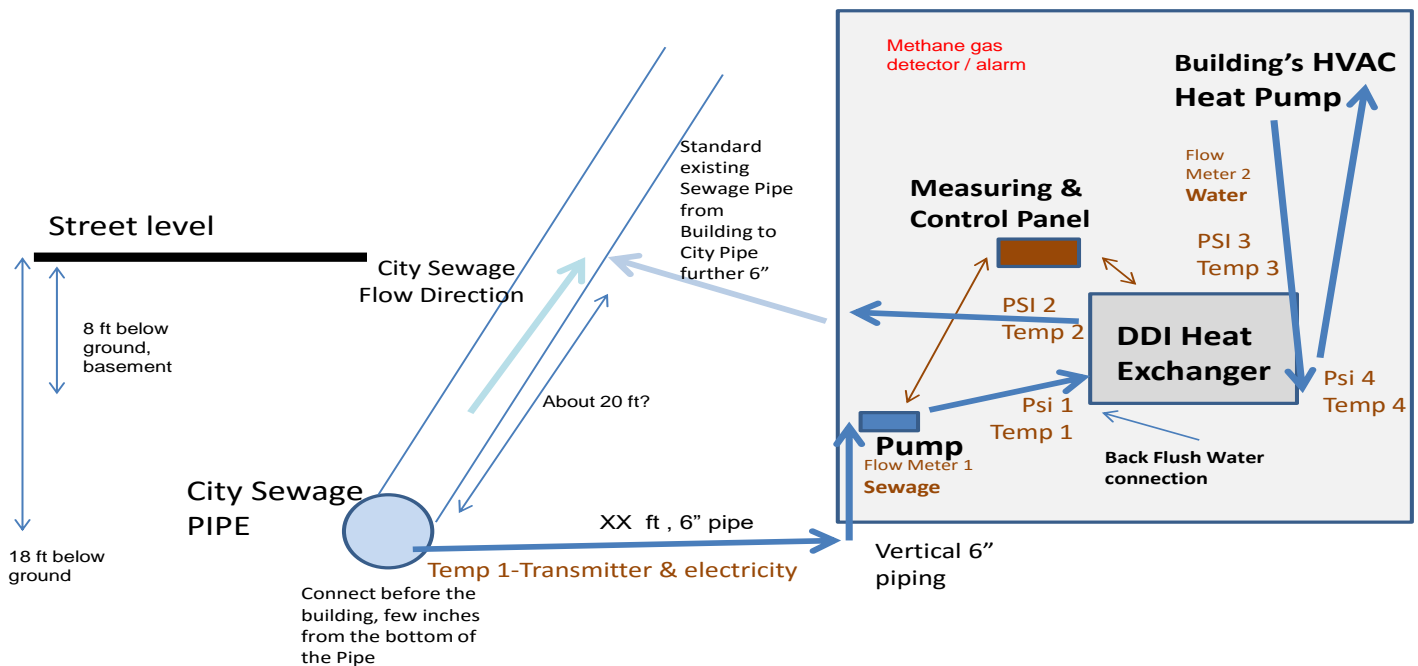 Methane gas
detector / alarm
Building's HVAC
Heat Pump
Standard
existing
Sewage Pipe
from
Building to
City Pipe
further 6”
Flow
Meter 2
Water
Measuring &
Control Panel
Street level
City Sewage
Flow Direction
PSI 3
Temp 3
8 ft below
ground,
basement
PSI 2
Temp 2
DDI Heat
Exchanger
About 20 ft?
Psi 1
Temp 1
Psi 4
Temp 4
Pump
Flow Meter 1
Sewage
Back Flush Water
connection
City Sewage
PIPE
XX ft , 6” pipe
18 ft below
ground
Temp 1-Transmitter & electricity
Vertical 6”
piping
Connect before the
building, few inches
from the bottom of
the Pipe